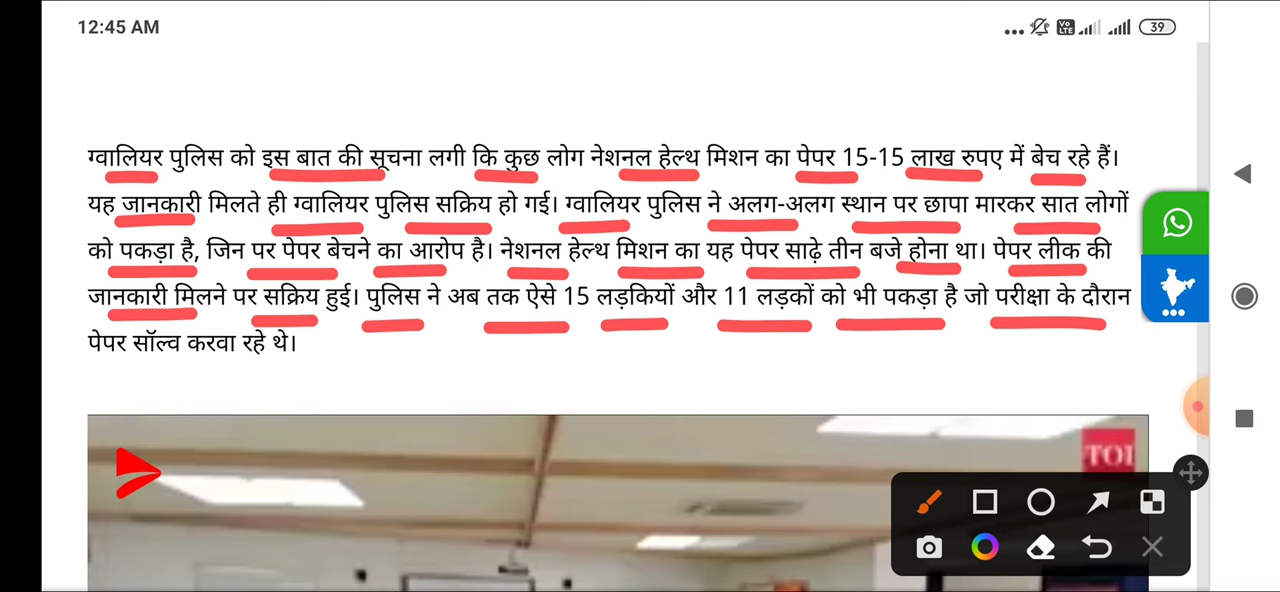 12:45 AM
Vo LTE
39
ग्वालियर पुलिस को इस बात की सूचना लगी कि कुछ लोग नेशनल हेल्थ मिशन का पेपर 15-15 लाख रुपए में बेच रहे हैं।
यह जानकारी मिलते ही ग्वालियर पुलिस सक्रिय हो गई। ग्वालियर पुलिस ने अलग-अलग स्थान पर छापा मारकर सात लोगों
को पकड़ा है, जिन पर पेपर बेचने का आरोप है। नेशनल हेल्थ मिशन का यह पेपर साढ़े तीन बजे होना था। पेपर लीक की
जानकारी मिलने पर सक्रिय हुई। पुलिस ने अब तक ऐसे 15 लड़कियों और 11 लड़कों को भी पकड़ा है जो परीक्षा के दौरान
पेपर सॉल्व करवा रहे थे।
TOI